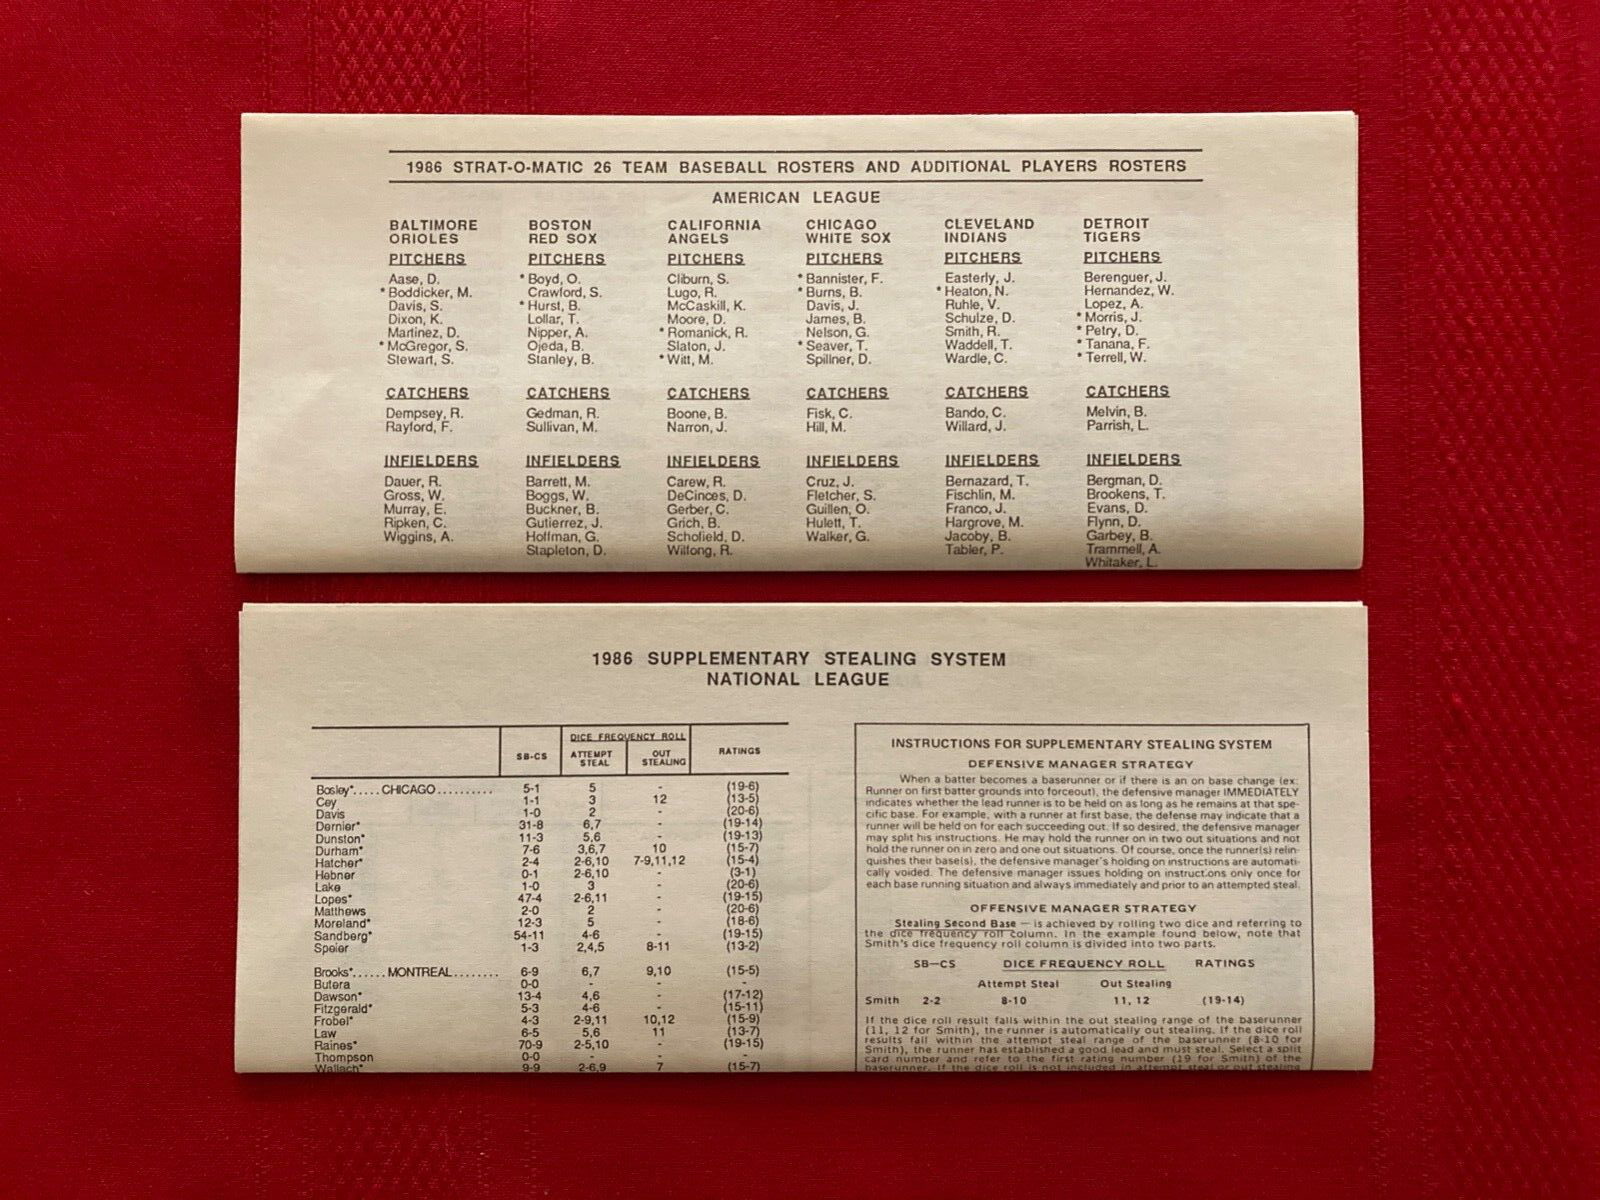 1986 STRAT-O-MATIC 26 TEAM BASEBALL ROSTERS AND ADDITIONAL PLAYERS ROSTERS
AMERICAN LEAGUE
BALTIMORE ORIOLES
PITCHERS
Aase, D.
* Boddicker, M.
Davis, S.
Dixon, K.
Martinez, D.
* McGregor, S.
Stewart, S.
CATCHERS
Dempsey, R.
Rayford, F.
INFIELDERS
Dauer, R.
Gross, W.
Murray, E.
Ripken, C.
Wiggins, A.
BOSTON RED SOX
PITCHERS
* Boyd, O.
Crawford, S.
* Hurst, B.
Lollar, T.
Nipper, A.
Ojeda, B.
Stanley, B.
CATCHERS
Gedman, R.
Sullivan, M.
INFIELDERS
Barrett, M.
Boggs, W.
Buckner, B.
Gutierrez, J.
Hoffman, G.
Stapleton, D.
CALIFORNIA ANGELS
PITCHERS
Cliburn, S.
Lugo, R.
McCaskill, K.
Moore, D.
* Romanick, R.
Slaton, J.
* Witt, M.
CATCHERS
Boone, B.
Narron, J.
INFIELDERS
Carew, R.
DeCinces, D.
Gerber, C.
Grich, B.
Schofield, D.
Wilfong, R.
CHICAGO WHITE SOX
PITCHERS
* Bannister, F.
* Burns, B.
Davis, J.
James, B.
Nelson, G.
* Seaver, T.
Spillner, D.
CATCHERS
Fisk, C.
Hill, M.
INFIELDERS
Cruz, J.
Fletcher, S.
Guillen, O.
Hulett, T.
Walker, G.
CLEVELAND INDIANS
PITCHERS
Easterly, J.
* Heaton, N.
Ruhle, V.
Schulze, D.
Smith, R.
Waddell, T.
Wardle, C.
CATCHERS
Bando, C.
Willard, J.
INFIELDERS
Bernazard, T.
Fischlin, M.
Franco, J.
Hargrove, M.
Jacoby, B.
Tabler, P.
DETROIT TIGERS
PITCHERS
Berenguer, J.
Hernandez, W.
Lopez, A.
* Morris, J.
* Petry, D.
* Tanana, F.
* Terrell, W.
CATCHERS
Melvin, B.
Parrish, L.
INFIELDERS
Bergman, D.
Brookens, T.
Evans, D.
Flynn, D.
Garbey, B.
Trammell, A.
Whitaker, L.
1986 SUPPLEMENTARY STEALING SYSTEM
NATIONAL LEAGUE
DICE FREQUENCY ROLL
SB-CS ATTEMPT STEAL OUT STEALING RATINGS
Bosley*.....CHICAGO.......... 5-1 5 - (19-6)
Cey 1-1 3 12 (13-5)
Davis 1-0 2 - (20-6)
Dernier* 31-8 6,7 - (19-14)
Dunston* 11-3 5,6 - (19-13)
Durham* 7-6 3,6,7 10 (15-7)
Hatcher* 2-4 2-6,10 7-9,11,12 (15-4)
Hebner 0-1 2-6,10 - (3-1)
Lake 1-0 3 - (20-6)
Lopes* 47-4 2-6,11 - (19-15)
Matthews 2-0 2 - (20-6)
Moreland* 12-3 5 - (18-6)
Sandberg* 54-11 4-6 - (19-15)
Speier 1-3 2,4,5 8-11 (13-2)
Brooks*......MONTREAL........ 6-9 6,7 9,10 (15-5)
Butera 0-0 - - -
Dawson* 13-4 4,6 - (17-12)
Fitzgerald* 5-3 4-6 - (15-11)
Frobel* 4-3 2-9,11 10,12 (15-9)
Law 6-5 5,6 11 (13-7)
Raines* 70-9 2-5,10 - (19-15)
Thompson 0-0 - - -
Wallach* 9-9 2-6,9 7 (15-7)
INSTRUCTIONS FOR SUPPLEMENTARY STEALING SYSTEM
DEFENSIVE MANAGER STRATEGY
When a batter becomes a baserunner or if there is an on base change (ex:
Runner on first batter grounds into forceout), the defensive manager IMMEDIATELY
indicates whether the lead runner is to be held on as long as he remains at that spe-
cific base. For example, with a runner at first base, the defense may indicate that a
runner will be held on for each succeeding out. If so desired, the defensive manager
may split his instructions. He may hold the runner on in two out situations and not
hold the runner on in zero and one out situations. Of course, once the runner(s) relin-
quishes their base(s), the defensive manager's holding on instructions are automati-
cally voided. The defensive manager issues holding on instructions only once for
each base running situation and always immediately and prior to an attempted steal.
OFFENSIVE MANAGER STRATEGY
Stealing Second Base — is achieved by rolling two dice and referring to
the dice frequency roll column. In the example found below, note that
Smith's dice frequency roll column is divided into two parts.
SB—CS DICE FREQUENCY ROLL RATINGS
Attempt Steal Out Stealing
Smith 2-2 8-10 11, 12 (19-14)
If the dice roll result falls within the out stealing range of the baserunner
(11, 12 for Smith), the runner is automatically out stealing. If the dice roll
results fall within the attempt steal range of the baserunner (8-10 for
Smith), the runner has established a good lead and must steal. Select a split
card number and refer to the first rating number (19 for Smith) of the
baserunner. If the dice roll is not included in attempt steal or out stealing